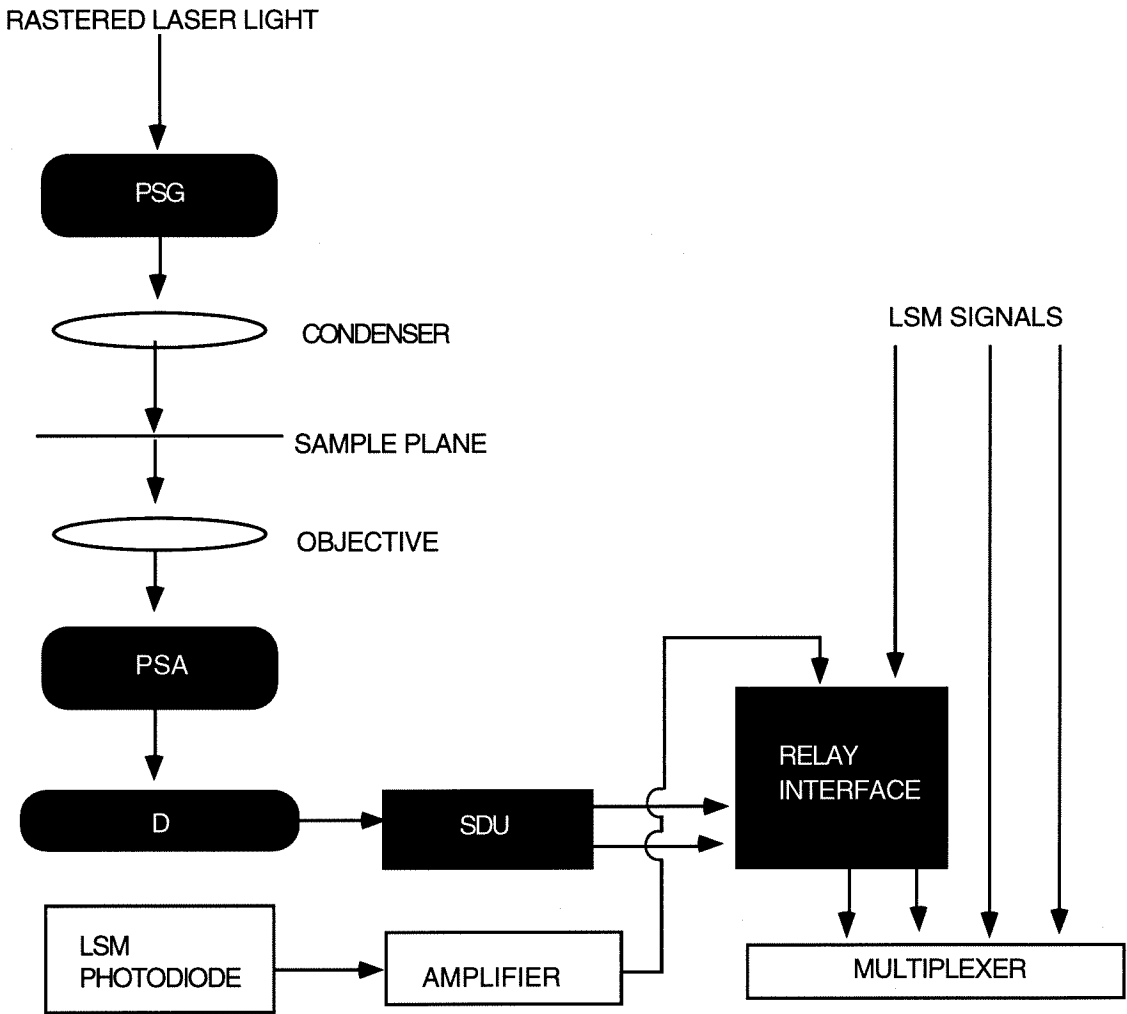 RASTERED LASER LIGHT
PSG
CONDENSER
LSM SIGNALS
SAMPLE PLANE
OBJECTIVE
PSA
RELAY
INTERFACE
D
SDU
LSM
PHOTODIODE
AMPLIFIER
MULTIPLEXER